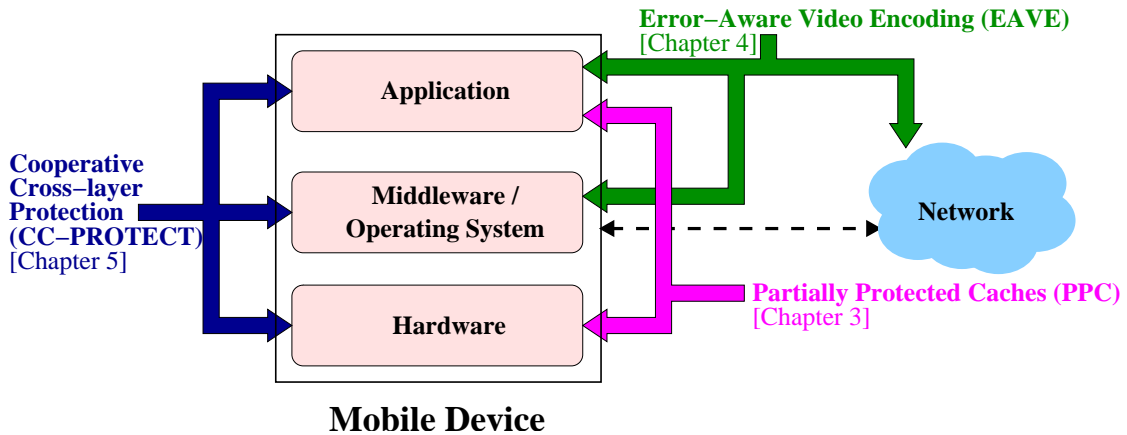 Error−Aware Video Encoding (EAVE)
[Chapter 4]
Application
Cooperative
Cross−layer
Protection
(CC−PROTECT)
[Chapter 5]
Middleware /
Operating System
Network
Hardware
Partially Protected Caches (PPC)
[Chapter 3]
Mobile Device